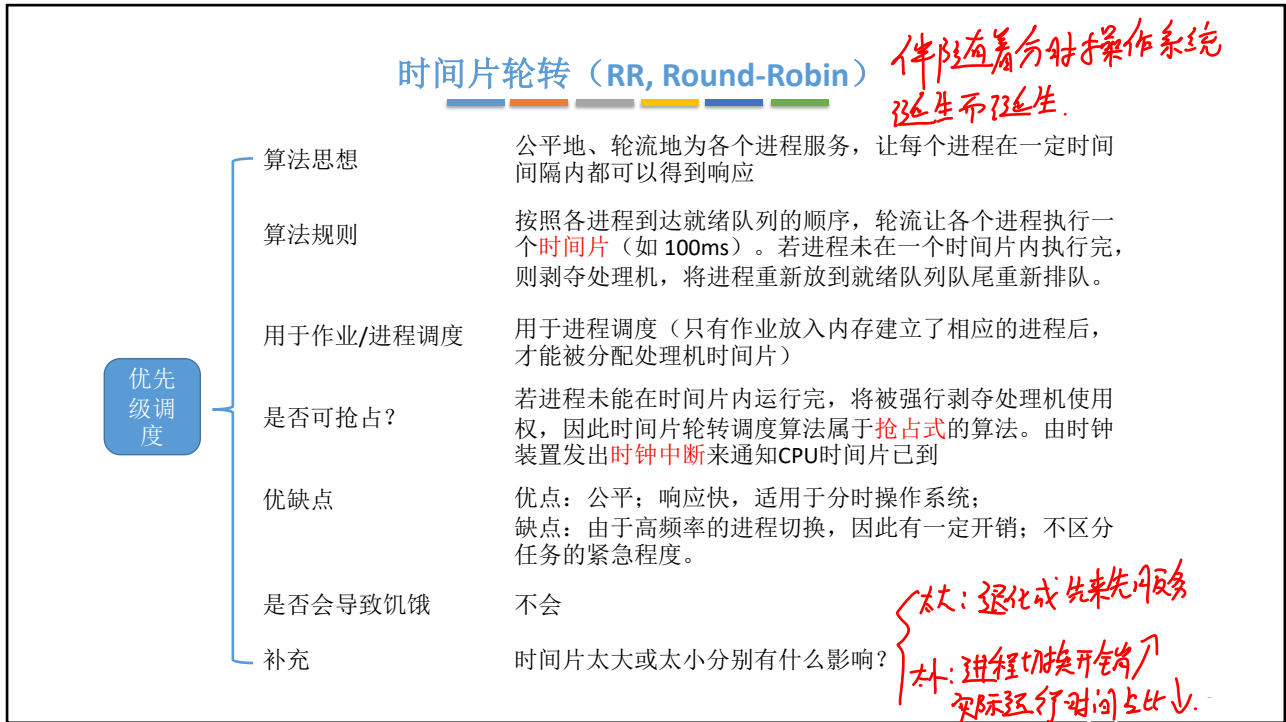 时间片轮转（RR, Round-Robin）
伴随着分时操作系统
诞生而诞生.
算法思想
公平地、轮流地为各个进程服务，让每个进程在一定时间
间隔内都可以得到响应
算法规则
按照各进程到达就绪队列的顺序，轮流让各个进程执行一
个时间片（如 100ms）。若进程未在一个时间片内执行完，
则剥夺处理机，将进程重新放到就绪队列队尾重新排队。
用于作业/进程调度
用于进程调度（只有作业放入内存建立了相应的进程后，
才能被分配处理机时间片）
优先
级调
度
是否可抢占？
若进程未能在时间片内运行完，将被强行剥夺处理机使用
权，因此时间片轮转调度算法属于抢占式的算法。由时钟
装置发出时钟中断来通知CPU时间片已到
优缺点
优点：公平；响应快，适用于分时操作系统；
缺点：由于高频率的进程切换，因此有一定开销；不区分
任务的紧急程度。
是否会导致饥饿
不会
补充
时间片太大或太小分别有什么影响？
太大：退化成先来先服务
太小：进程切换开销↗
实际运行时间占比↓.